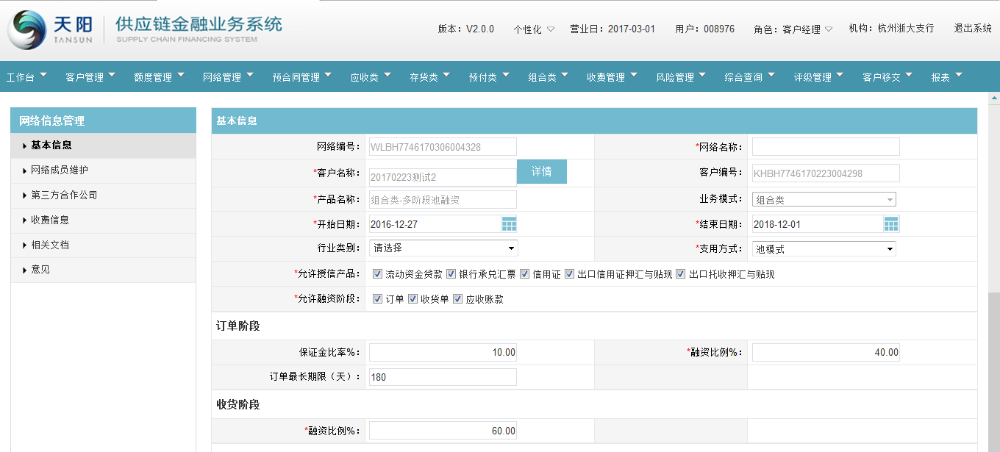 天阳 TANSUN 供应链金融业务系统 SUPPLY CHAIN FINANCING SYSTEM
版本：V2.0.0 个性化 营业日：2017-03-01 用户：008976 角色：客户经理 机构：杭州浙大支行 退出系统
工作台 客户管理 额度管理 网络管理 预合同管理 应收类 存货类 预付类 组合类 收费管理 风险管理 综合查询 评级管理 客户移交 报表
网络信息管理
基本信息
网络成员维护
第三方合作公司
收费信息
相关文档
意见
基本信息
网络编号： WLBH7746170306004328 *网络名称：
*客户名称： 20170223测试2 详情 客户编号： KHBH7746170223004298
*产品名称： 组合类-多阶段池融资 业务模式： 组合类
*开始日期： 2016-12-27 *结束日期： 2018-12-01
行业类别： 请选择 *支用方式： 池模式
*允许授信产品： 流动资金贷款 银行承兑汇票 信用证 出口信用证押汇与贴现 出口托收押汇与贴现
*允许融资阶段： 订单 收货单 应收账款
订单阶段
保证金比率%： 10.00 *融资比例%： 40.00
订单最长期限（天）： 180
收货阶段
*融资比例%： 60.00